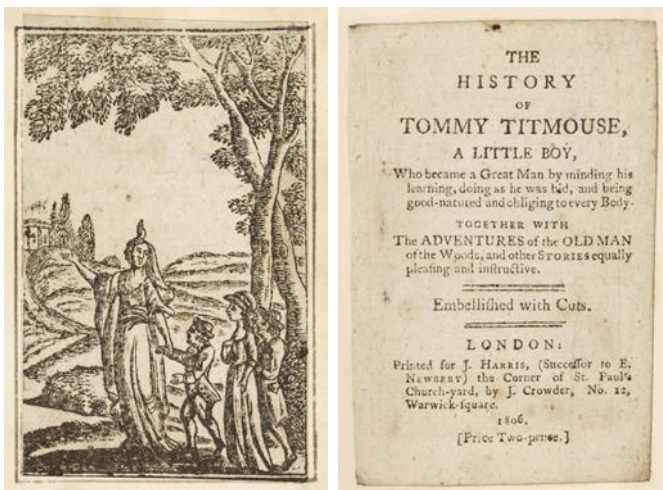 THE
HISTORY
OF
TOMMY TITMOUSE,
A LITTLE BOY,
Who became a Great Man by minding his
learning, doing as he was bid, and being
good-natured and obliging to every Body.
TOGETHER WITH
The ADVENTURES of the OLD MAN
of the Woods, and other STORIES equally
pleaſing and inſtructive.
Embelliſhed with Cuts.
LONDON:
Printed for J. HARRIS, (Succeſſor to E.
NEWBERY) the Corner of St. Paul's
Church-yard, by J. Crowder, No. 12,
Warwick-ſquare.
1806.
[Price Two-pence.]